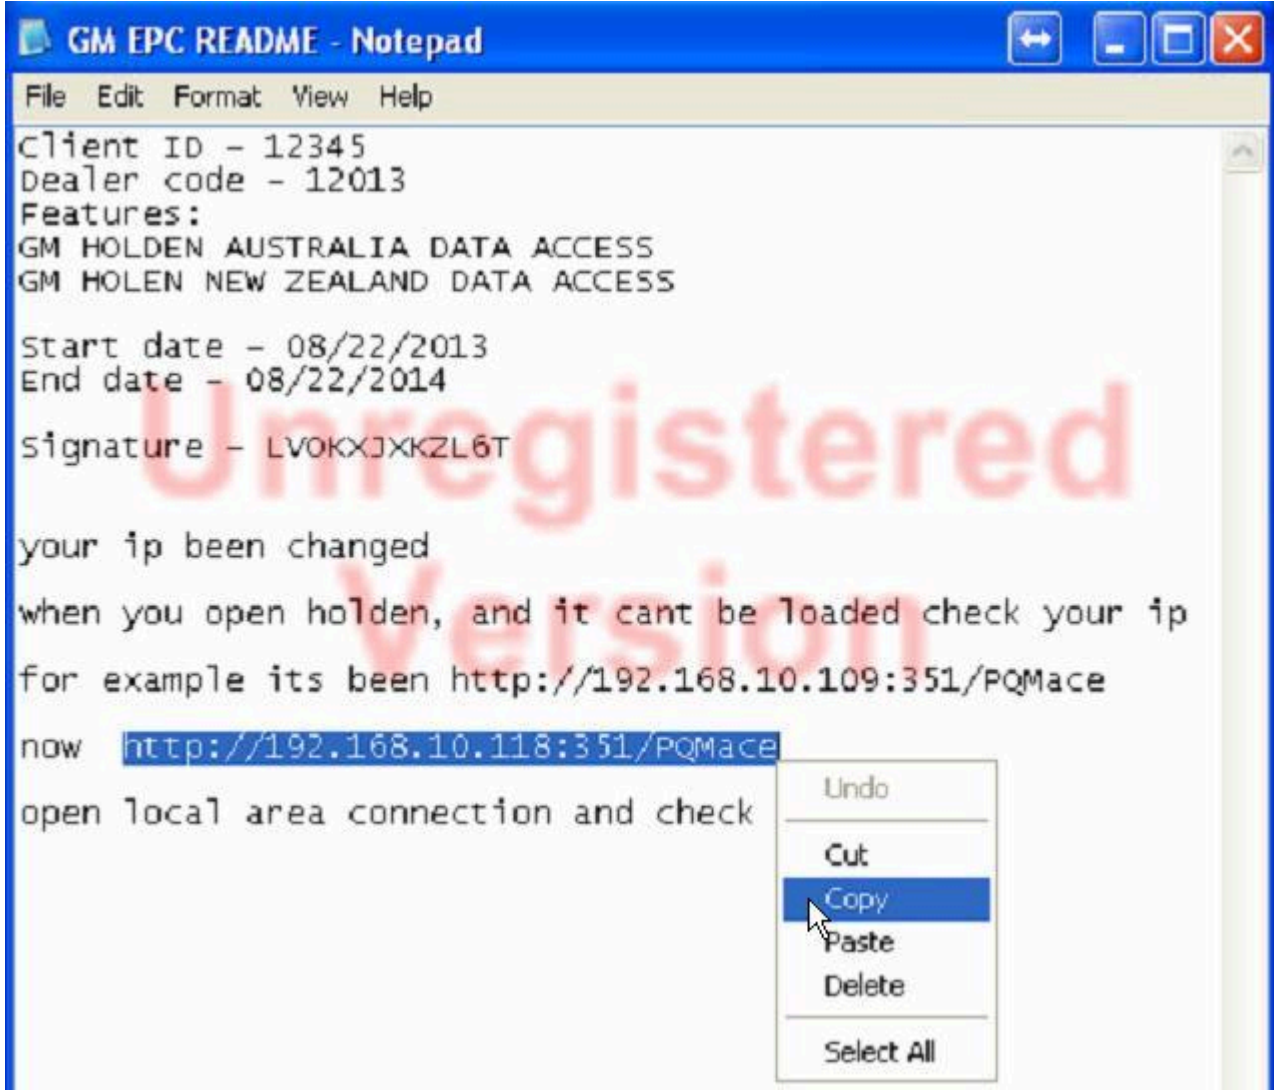 GM EPC README - Notepad
File Edit Format View Help
Client ID - 12345
Dealer code - 12013
Features:
GM HOLDEN AUSTRALIA DATA ACCESS
GM HOLEN NEW ZEALAND DATA ACCESS
Start date - 08/22/2013
End date - 08/22/2014
Signature - LVOKXJXKZL6T
your ip been changed
when you open holden, and it cant be loaded check your ip
for example its been http://192.168.10.109:351/PQMace
now http://192.168.10.118:351/PQMace
open local area connection and check
Undo
Cut
Copy
Paste
Delete
Select All
Unregistered
Version